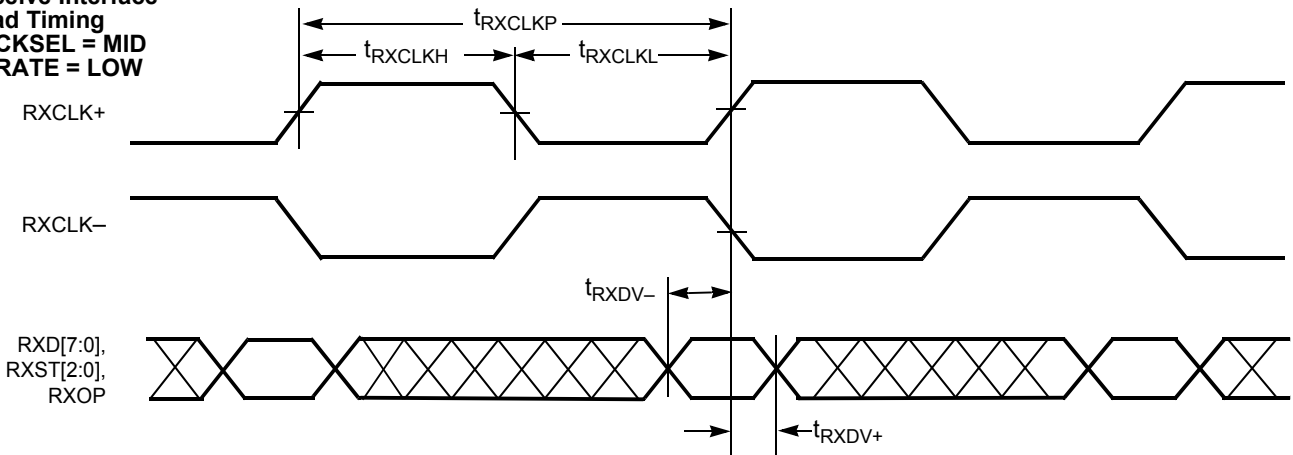 Timing
CKSEL = MID
RATE = LOW
tRXCLKP
tRXCLKH
tRXCLKL
RXCLK+
RXCLK–
tRXDV–
RXD[7:0],
RXST[2:0],
RXOP
tRXDV+